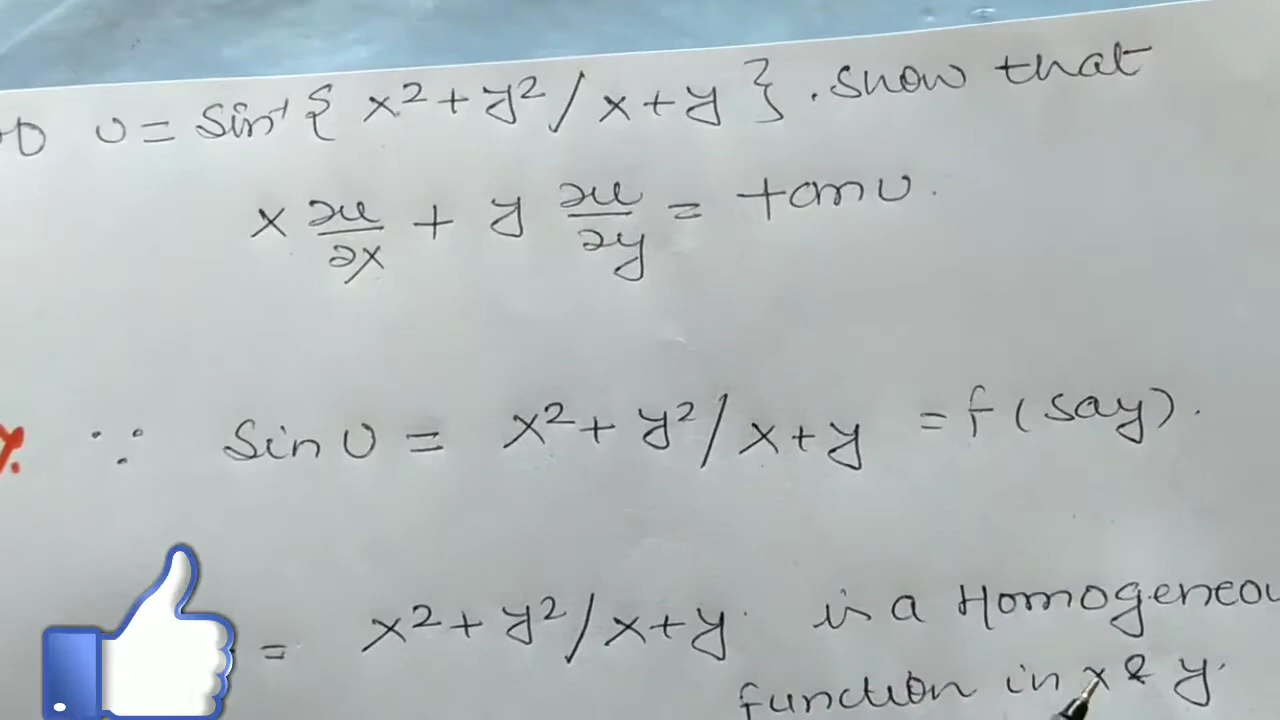 U = Sin⁻¹ { x² + y² / x + y } . show that
x ∂u/∂x + y ∂u/∂y = tan U .
∵ Sin U = x² + y² / x + y = f (say) .
= x² + y² / x + y . is a Homogeneou
function in x & y .